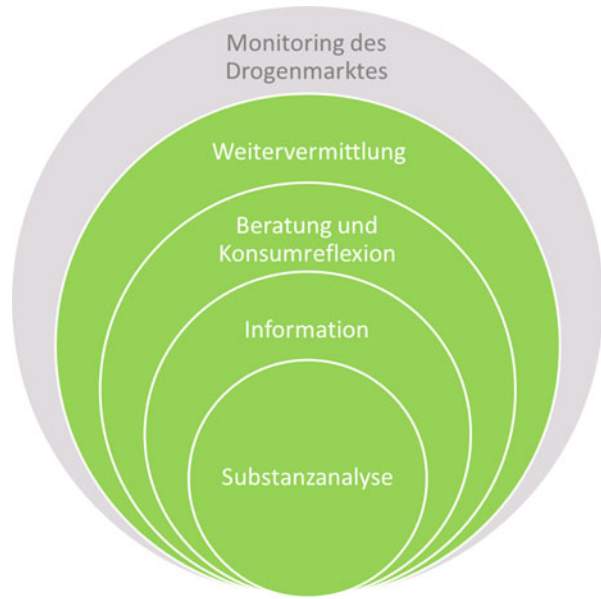 Monitoring des
Drogenmarktes
Weitervermittlung
Beratung und
Konsumreflexion
Information
Substanzanalyse